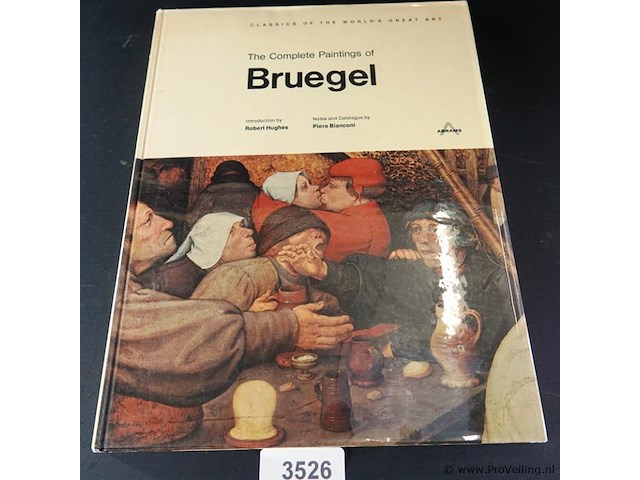 CLASSICS OF THE WORLD'S GREAT ART
The Complete Paintings of
Bruegel
Introduction by
Robert Hughes
Notes and Catalogue by
Piero Bianconi
ABRAMS
3526
© www.ProVeiling.nl